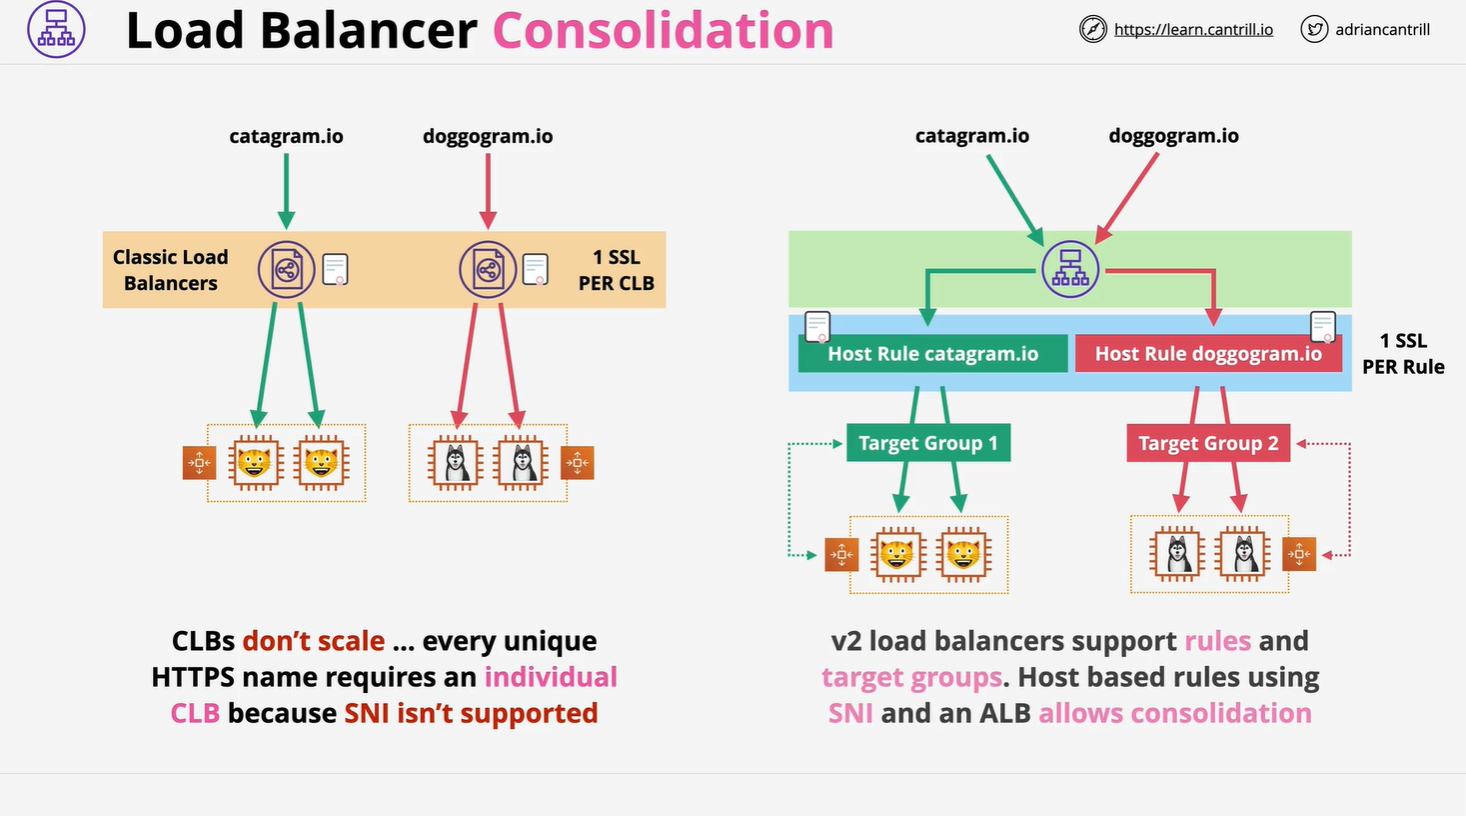 Load Balancer Consolidation
https://learn.cantrill.io
adriancantrill
catagram.io
doggogram.io
Classic Load
Balancers
1 SSL
PER CLB
CLBs don’t scale ... every unique
HTTPS name requires an individual
CLB because SNI isn’t supported
catagram.io
doggogram.io
Host Rule catagram.io
Host Rule doggogram.io
1 SSL
PER Rule
Target Group 1
Target Group 2
v2 load balancers support rules and
target groups. Host based rules using
SNI and an ALB allows consolidation